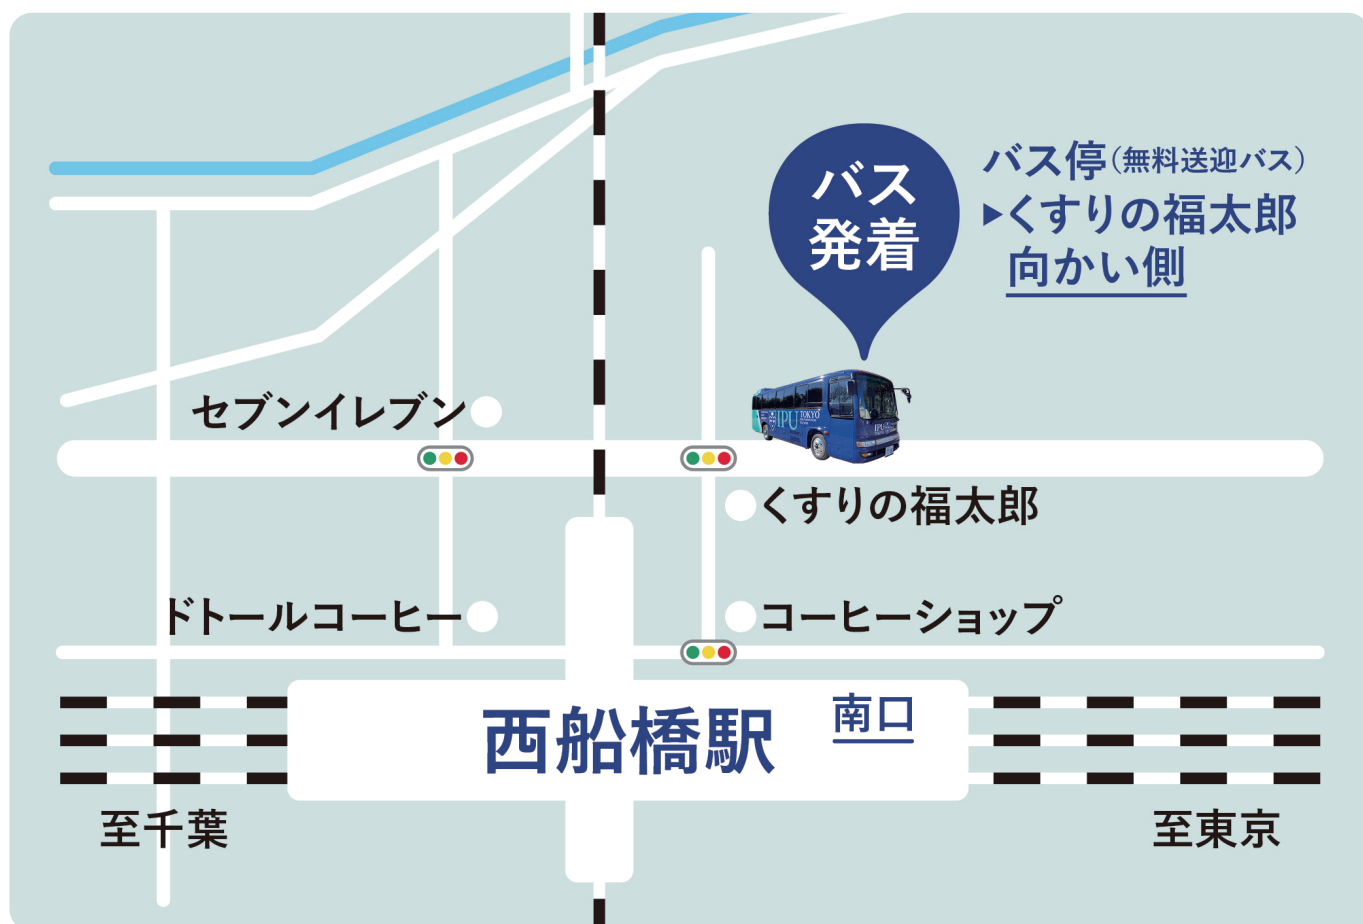 バス
発着
バス停(無料送迎バス)
▶くすりの福太郎
向かい側
セブンイレブン
IPU TOKYO
IPU
くすりの福太郎
ドトールコーヒー
コーヒーショップ
西船橋駅
南口
至千葉
至東京